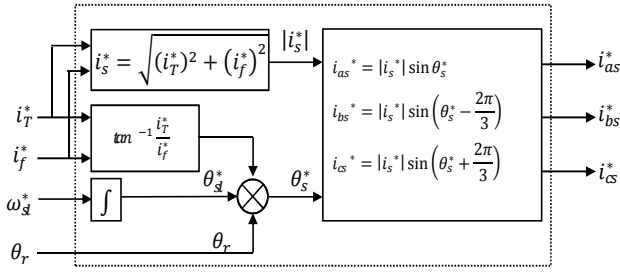 |i_s^*|
i_s^* = √((i_T^*)^2 + (i_f^*)^2)
i_as^* = |i_s^*| sin θ_s^*
i_as^*
i_T^*
tan ^-1 i_T^*/i_f^*
i_bs^* = |i_s^*| sin (θ_s^* − 2π/3)
i_bs^*
i_f^*
i_cs^* = |i_s^*| sin (θ_s^* + 2π/3)
i_cs^*
ω_sl^*
∫
θ_sl^*
θ_s^*
θ_r
θ_r